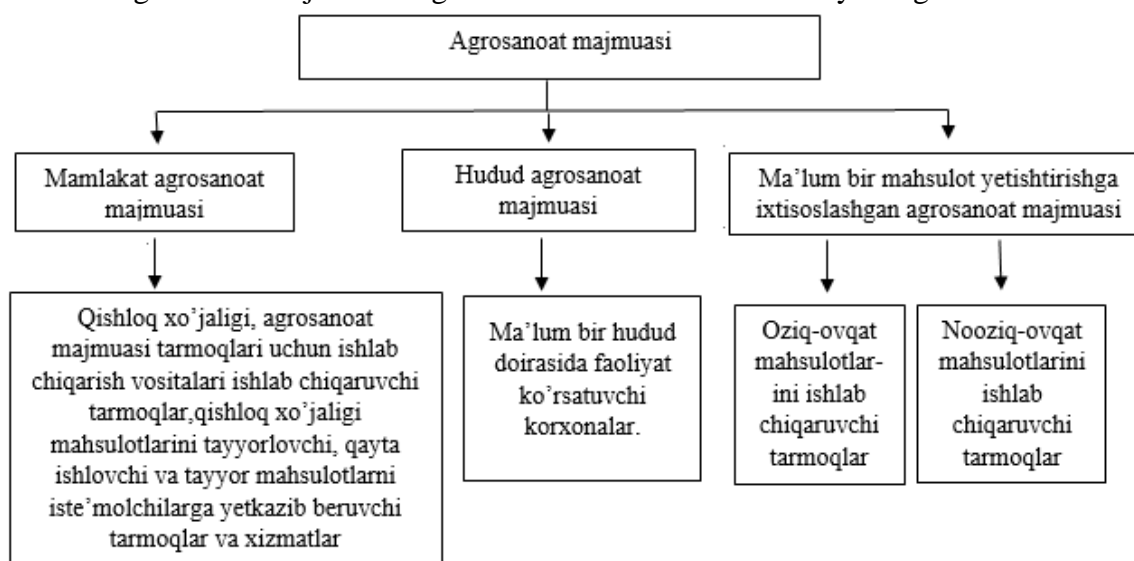 Agrosanoat majmuasi
Mamlakat agrosanoat
majmuasi
Hudud agrosanoat
majmuasi
Ma’lum bir mahsulot yetishtirishga
ixtisoslashgan agrosanoat majmuasi
Qishloq xo’jaligi, agrosanoat
majmuasi tarmoqlari uchun ishlab
chiqarish vositalari ishlab chiqaruvchi
tarmoqlar,qishloq xo’jaligi
mahsulotlarini tayyorlovchi, qayta
ishlovchi va tayyor mahsulotlarni
iste’molchilarga yetkazib beruvchi
tarmoqlar va xizmatlar
Ma’lum bir hudud
doirasida faoliyat
ko’rsatuvchi
korxonalar.
Oziq-ovqat
mahsulotlar-
ini ishlab
chiqaruvchi
tarmoqlar
Nooziq-ovqat
mahsulotlarini
ishlab
chiqaruvchi
tarmoqlar